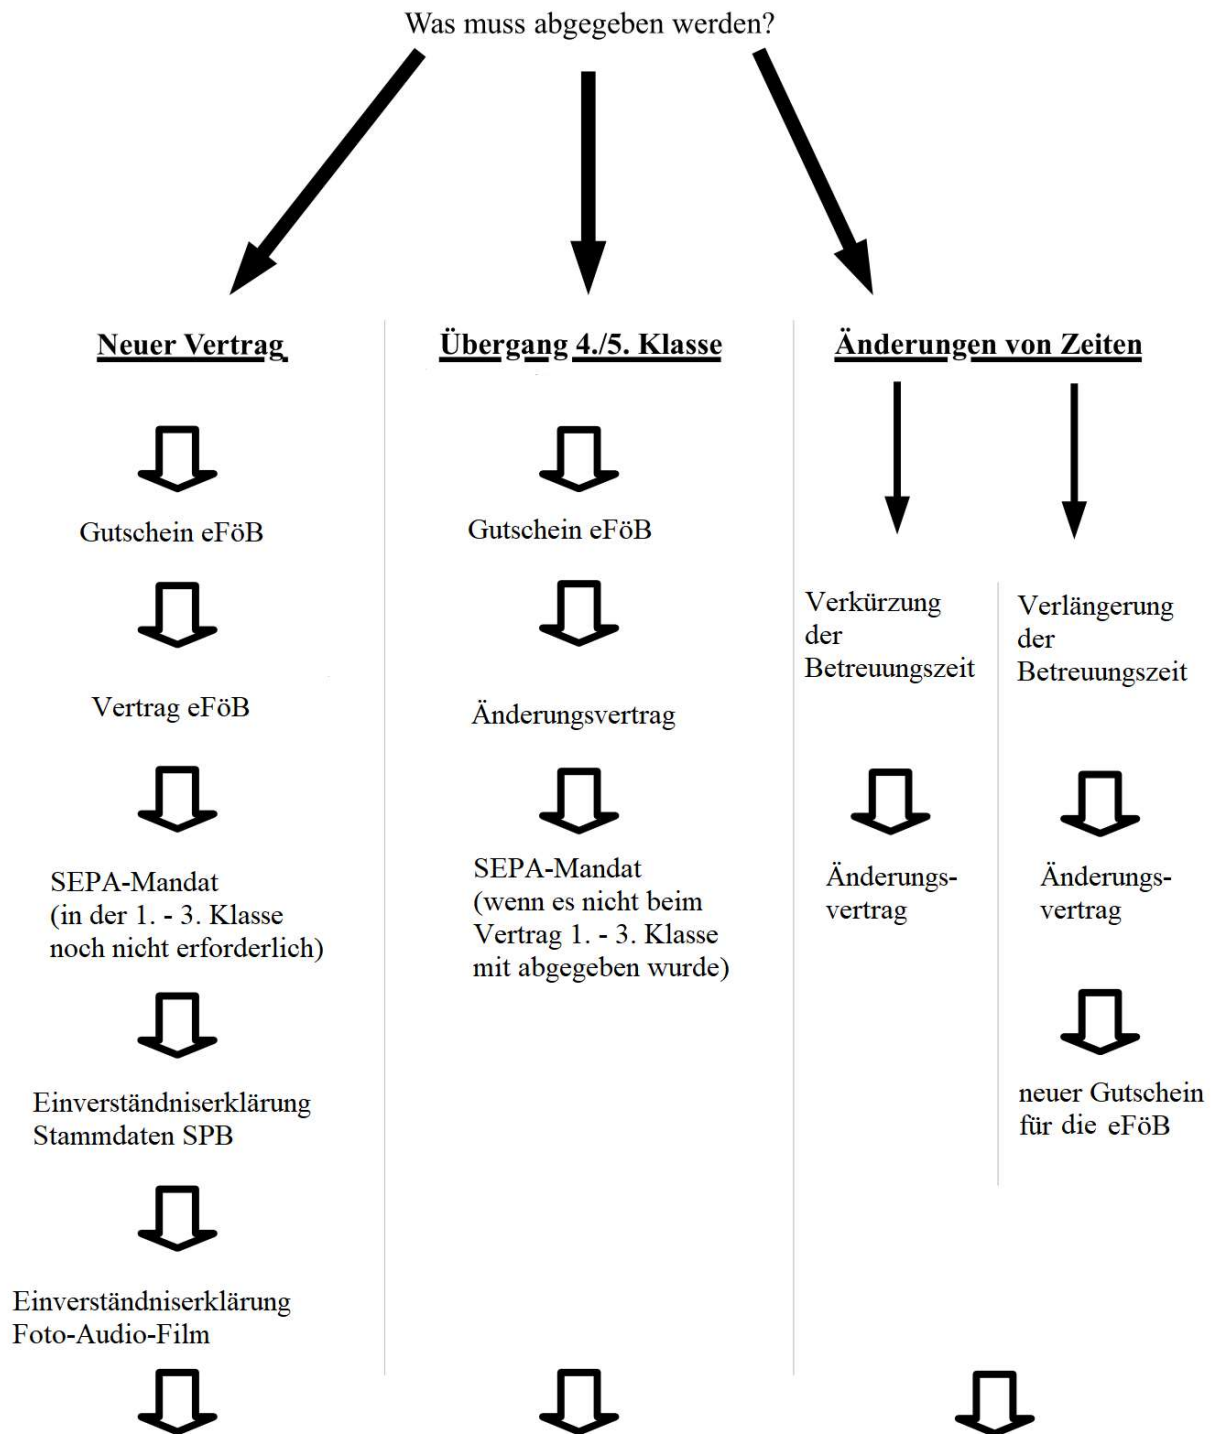 Was muss abgegeben werden?
Neuer Vertrag
Gutschein eFöB
Vertrag eFöB
SEPA-Mandat
(in der 1. - 3. Klasse
noch nicht erforderlich)
Einverständniserklärung
Stammdaten SPB
Einverständniserklärung
Foto-Audio-Film
Übergang 4./5. Klasse
Gutschein eFöB
Änderungsvertrag
SEPA-Mandat
(wenn es nicht beim
Vertrag 1. - 3. Klasse
mit abgegeben wurde)
Änderungen von Zeiten
Verkürzung
der
Betreuungszeit
Änderungs-
vertrag
Verlängerung
der
Betreuungszeit
Änderungs-
vertrag
neuer Gutschein
für die eFöB